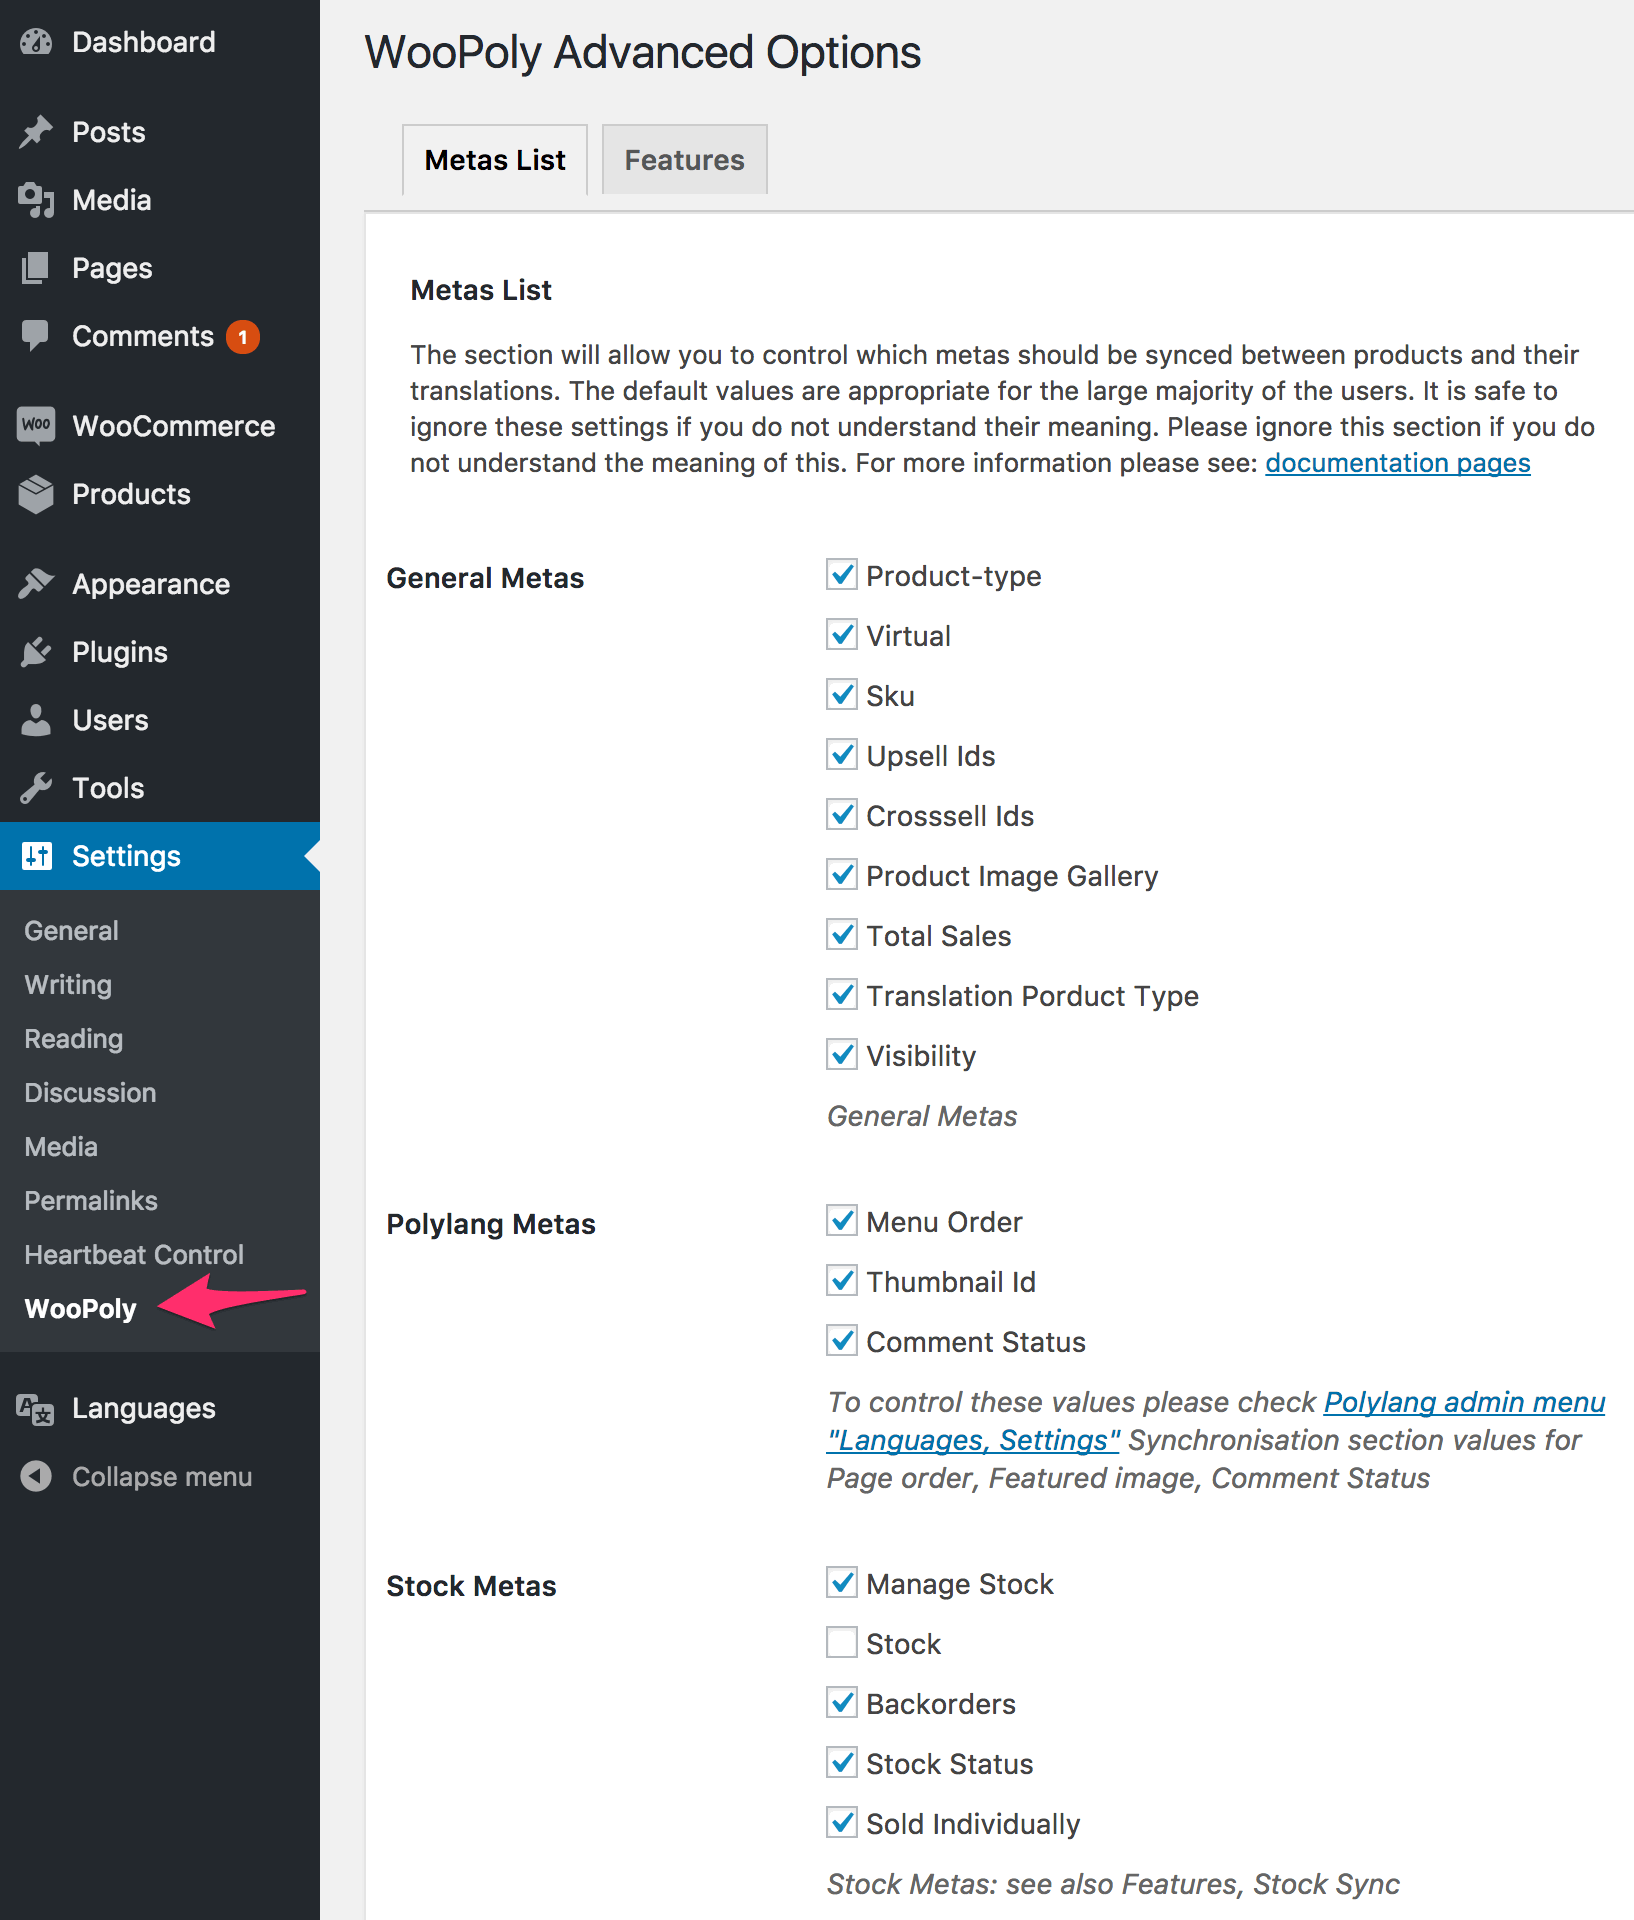 Dashboard
Posts
Media
Pages
Comments 1
WOO WooCommerce
Products
Appearance
Plugins
Users
Tools
Settings
General
Writing
Reading
Discussion
Media
Permalinks
Heartbeat Control
WooPoly
Languages
Collapse menu
WooPoly Advanced Options
Metas List
Features
Metas List
The section will allow you to control which metas should be synced between products and their
translations. The default values are appropriate for the large majority of the users. It is safe to
ignore these settings if you do not understand their meaning. Please ignore this section if you do
not understand the meaning of this. For more information please see: documentation pages
General Metas
Product-type
Virtual
Sku
Upsell Ids
Crosssell Ids
Product Image Gallery
Total Sales
Translation Porduct Type
Visibility
General Metas
Polylang Metas
Menu Order
Thumbnail Id
Comment Status
To control these values please check Polylang admin menu
"Languages, Settings" Synchronisation section values for
Page order, Featured image, Comment Status
Stock Metas
Manage Stock
Stock
Backorders
Stock Status
Sold Individually
Stock Metas: see also Features, Stock Sync